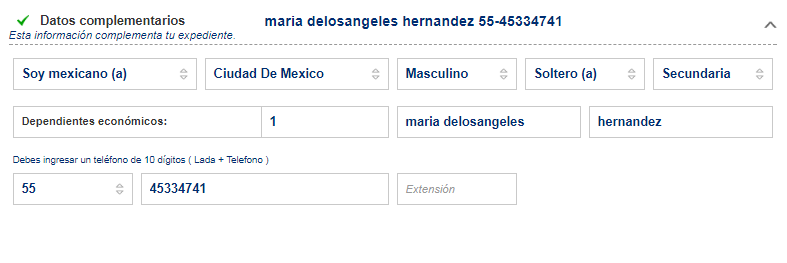 Datos complementarios maria delosangeles hernandez 55-45334741
Esta información complementa tu expediente.
Soy mexicano (a) Ciudad De Mexico Masculino Soltero (a) Secundaria
Dependientes económicos: 1 maria delosangeles hernandez
Debes ingresar un teléfono de 10 dígitos ( Lada + Telefono )
55 45334741 Extensión